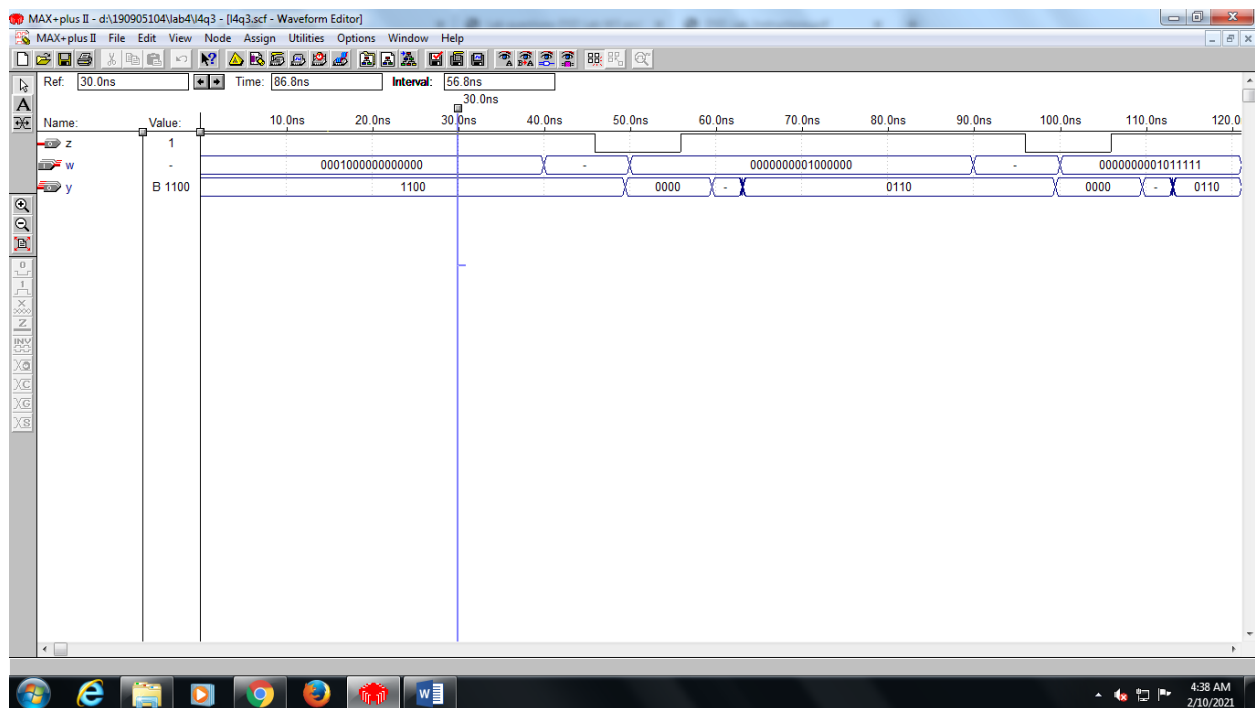 MAX+plus II - d:\190905104\lab4\l4q3 - [l4q3.scf - Waveform Editor]
MAX+plus II File Edit View Node Assign Utilities Options Window Help
Ref: 30.0ns Time: 86.8ns Interval: 56.8ns
30.0ns
Name: Value: 10.0ns 20.0ns 30.0ns 40.0ns 50.0ns 60.0ns 70.0ns 80.0ns 90.0ns 100.0ns 110.0ns 120.0
z 1
w - 0001000000000000 - 0000000001000000 - 0000000001011111
y B 1100 1100 0000 - 0110 0000 - 0110
4:38 AM
2/10/2021